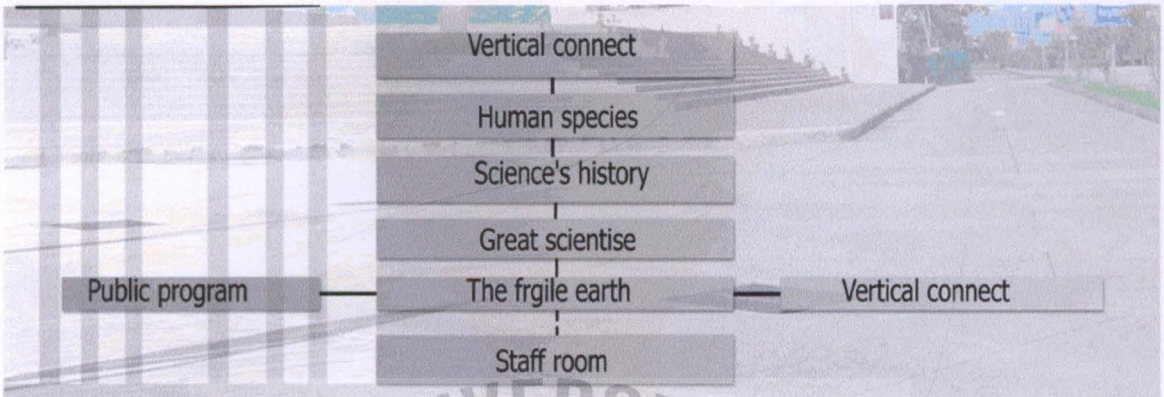 Vertical connect
Human species
Science's history
Great scientise
Public program
The frgile earth
Vertical connect
Staff room